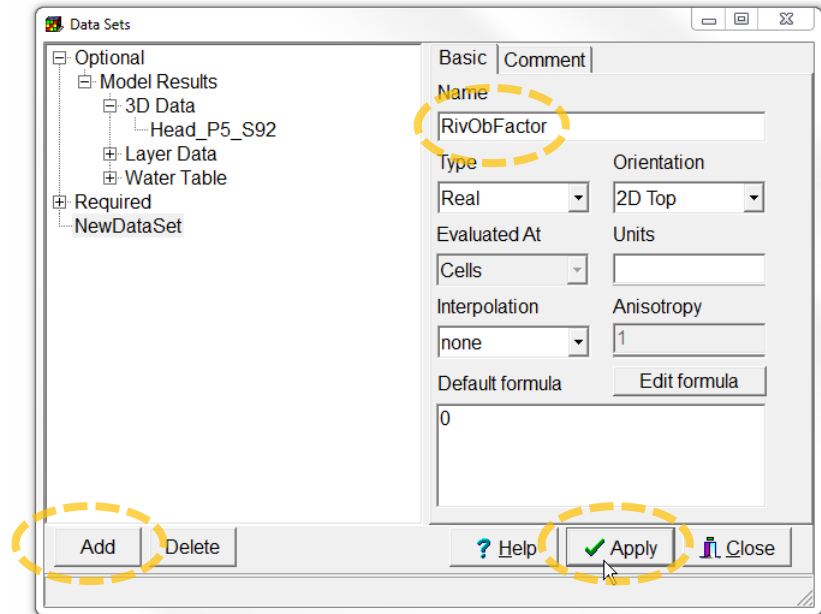 Data Sets
Optional
Model Results
3D Data
Head_P5_S92
Layer Data
Water Table
Required
NewDataSet
Basic Comment
Name
RivObFactor
Type Orientation
Real 2D Top
Evaluated At Units
Cells
Interpolation Anisotropy
none 1
Default formula Edit formula
0
Add Delete ? Help Apply Close